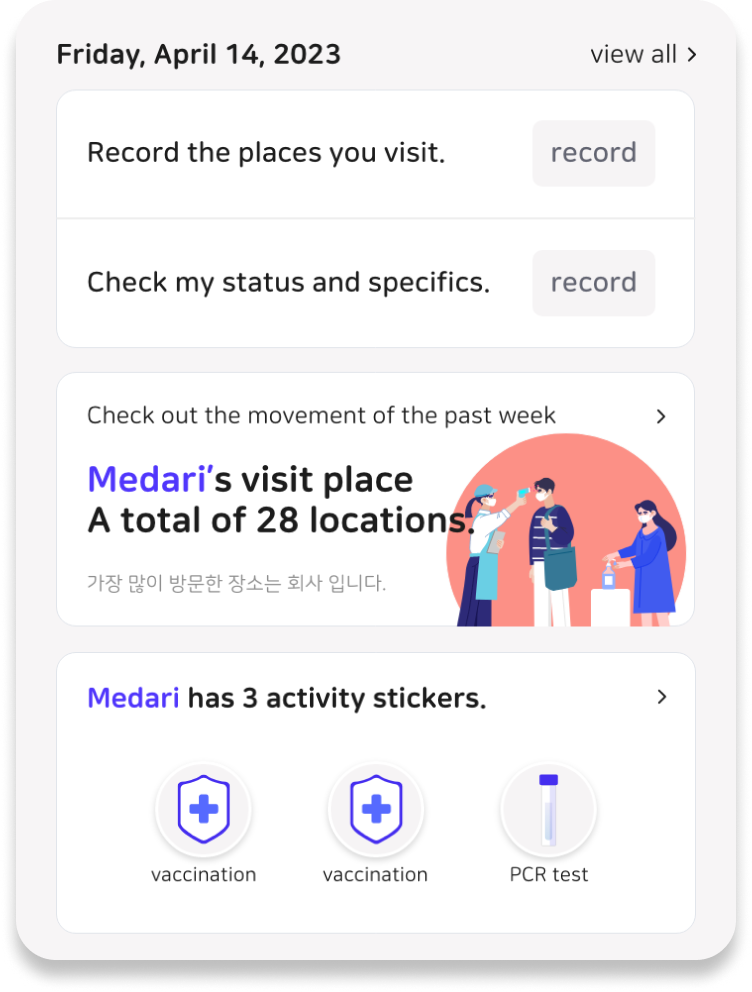 Friday, April 14, 2023
view all
Record the places you visit.
record
Check my status and specifics.
record
Check out the movement of the past week
Medari's visit place
A total of 28 locations.
가장 많이 방문한 장소는 회사 입니다.
Medari has 3 activity stickers.
vaccination
vaccination
PCR test